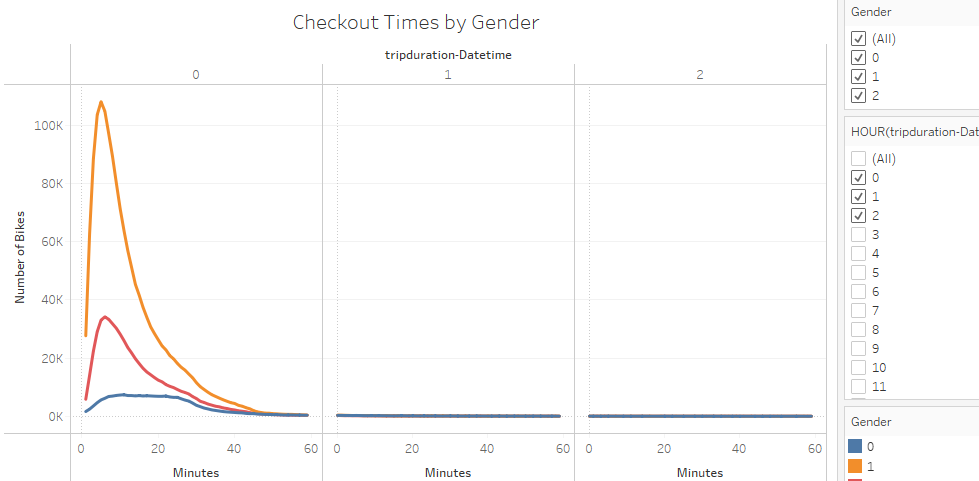 Checkout Times by Gender
tripduration-Datetime
0 1 2
100K
80K
60K
40K
20K
0K
Number of Bikes
0 20 40 60 0 20 40 60 0 20 40 60
Minutes Minutes Minutes
Gender
(All)
0
1
2
HOUR(tripduration-Dat
(All)
0
1
2
3
4
5
6
7
8
9
10
11
Gender
0
1